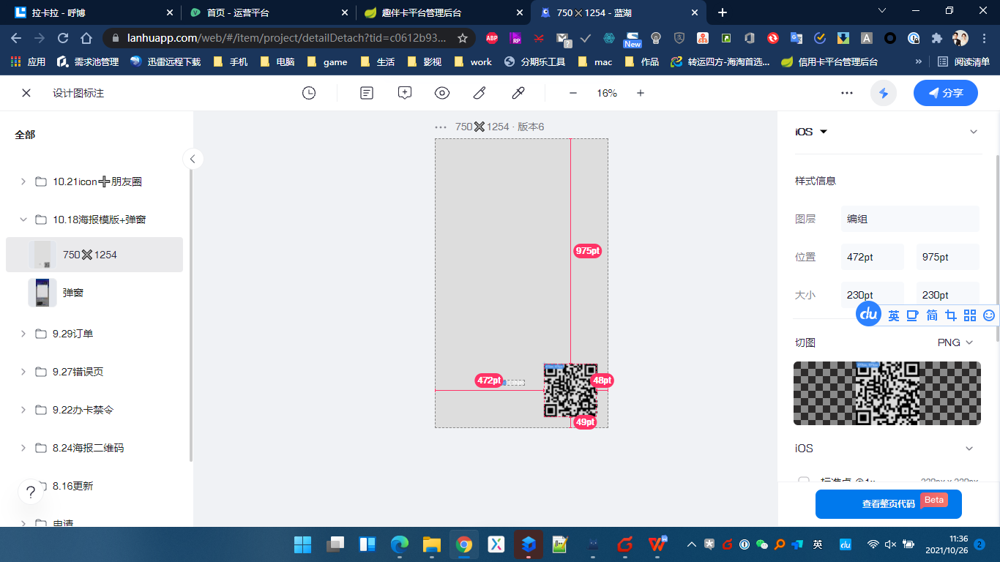 拉卡拉 - 呼博
首页 - 运营平台
趣伴卡平台管理后台
750✖️1254 - 蓝湖
lanhuapp.com/web/#/item/project/detailDetach?tid=c0612b93...
ABP
RP
?
New
A
应用
需求池管理
迅雷远程下载
手机
电脑
game
生活
影视
work
分期乐工具
mac
作品
转运四方-海淘首选...
信用卡平台管理后台
»
阅读清单
设计图标注
16%
分享
全部
10.21icon➕朋友圈
10.18海报模版+弹窗
750✖️1254
弹窗
9.29订单
9.27错误页
9.22办卡禁令
8.24海报二维码
8.16更新
申请
?
750✖️1254 · 版本6
975pt
472pt
48pt
49pt
iOS
样式信息
图层
编组
位置
472pt
975pt
大小
230pt
230pt
du
英
简
切图
PNG
iOS
标准点 @1x
230px x 230px
查看整页代码
Beta
英
du
11:36
2021/10/26
2